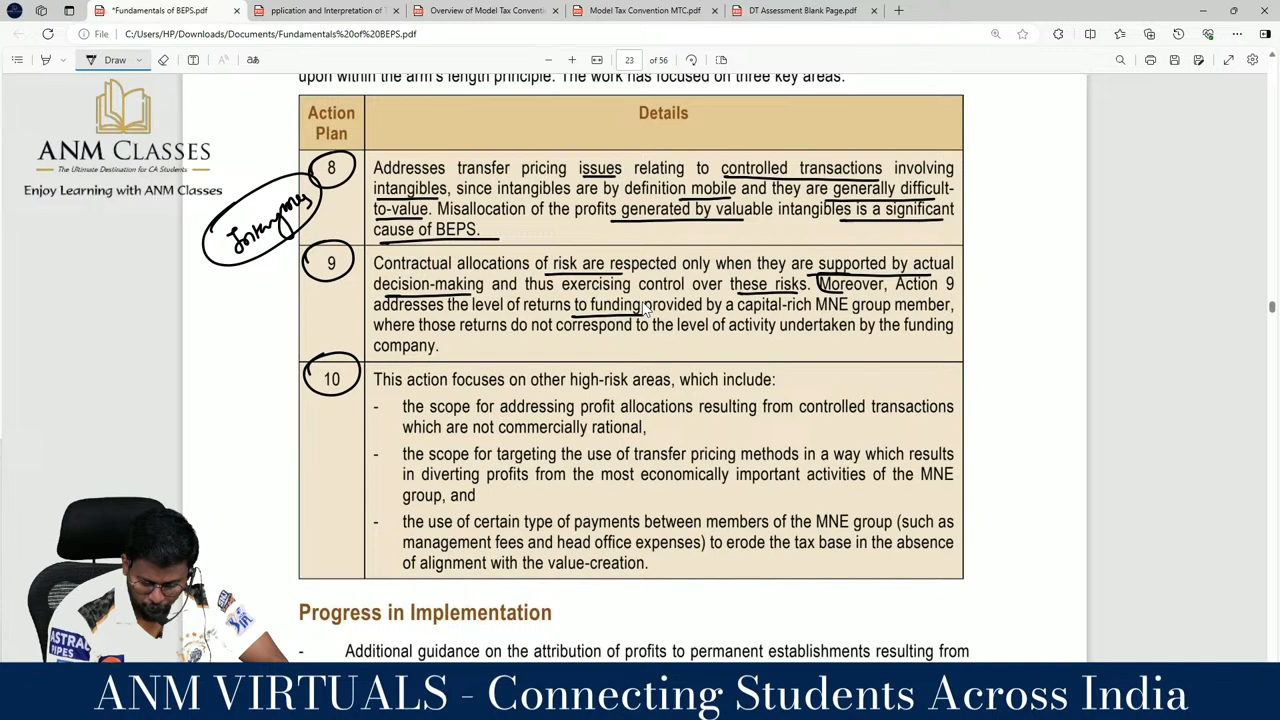 *Fundamentals of BEPS.pdf
pplication and Interpretation of T
Overview of Model Tax Conventi
Model Tax Convention MTC.pdf
DT Assessment Blank Page.pdf
File
C:/Users/HP/Downloads/Documents/Fundamentals%20of%20BEPS.pdf
Draw
23 of 56
upon within the arm's length principle. The work has focused on three key areas.
ANM CLASSES
The Ultimate Destination for CA Students
Enjoy Learning with ANM Classes
Action Plan
Details
8
Addresses transfer pricing issues relating to controlled transactions involving
intangibles, since intangibles are by definition mobile and they are generally difficult-
to-value. Misallocation of the profits generated by valuable intangibles is a significant
cause of BEPS.
9
Contractual allocations of risk are respected only when they are supported by actual
decision-making and thus exercising control over these risks. Moreover, Action 9
addresses the level of returns to funding provided by a capital-rich MNE group member,
where those returns do not correspond to the level of activity undertaken by the funding
company.
10
This action focuses on other high-risk areas, which include:
- the scope for addressing profit allocations resulting from controlled transactions
which are not commercially rational,
- the scope for targeting the use of transfer pricing methods in a way which results
in diverting profits from the most economically important activities of the MNE
group, and
- the use of certain type of payments between members of the MNE group (such as
management fees and head office expenses) to erode the tax base in the absence
of alignment with the value-creation.
Progress in Implementation
- Additional guidance on the attribution of profits to permanent establishments resulting from
ASTRAL
PIPES
ANM VIRTUALS - Connecting Students Across India